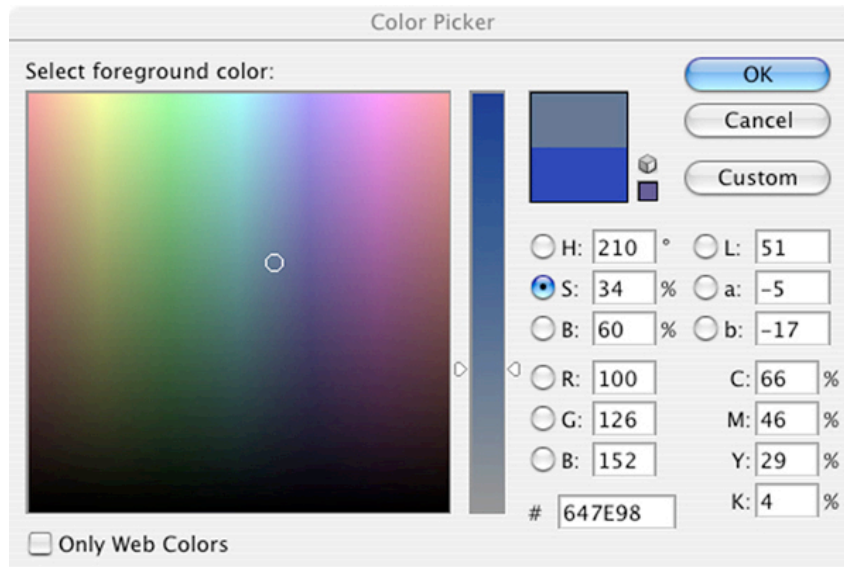 Color Picker
Select foreground color:
OK
Cancel
Custom
H: 210 °
L: 51
S: 34 %
a: -5
B: 60 %
b: -17
R: 100
C: 66 %
G: 126
M: 46 %
B: 152
Y: 29 %
# 647E98
K: 4 %
Only Web Colors